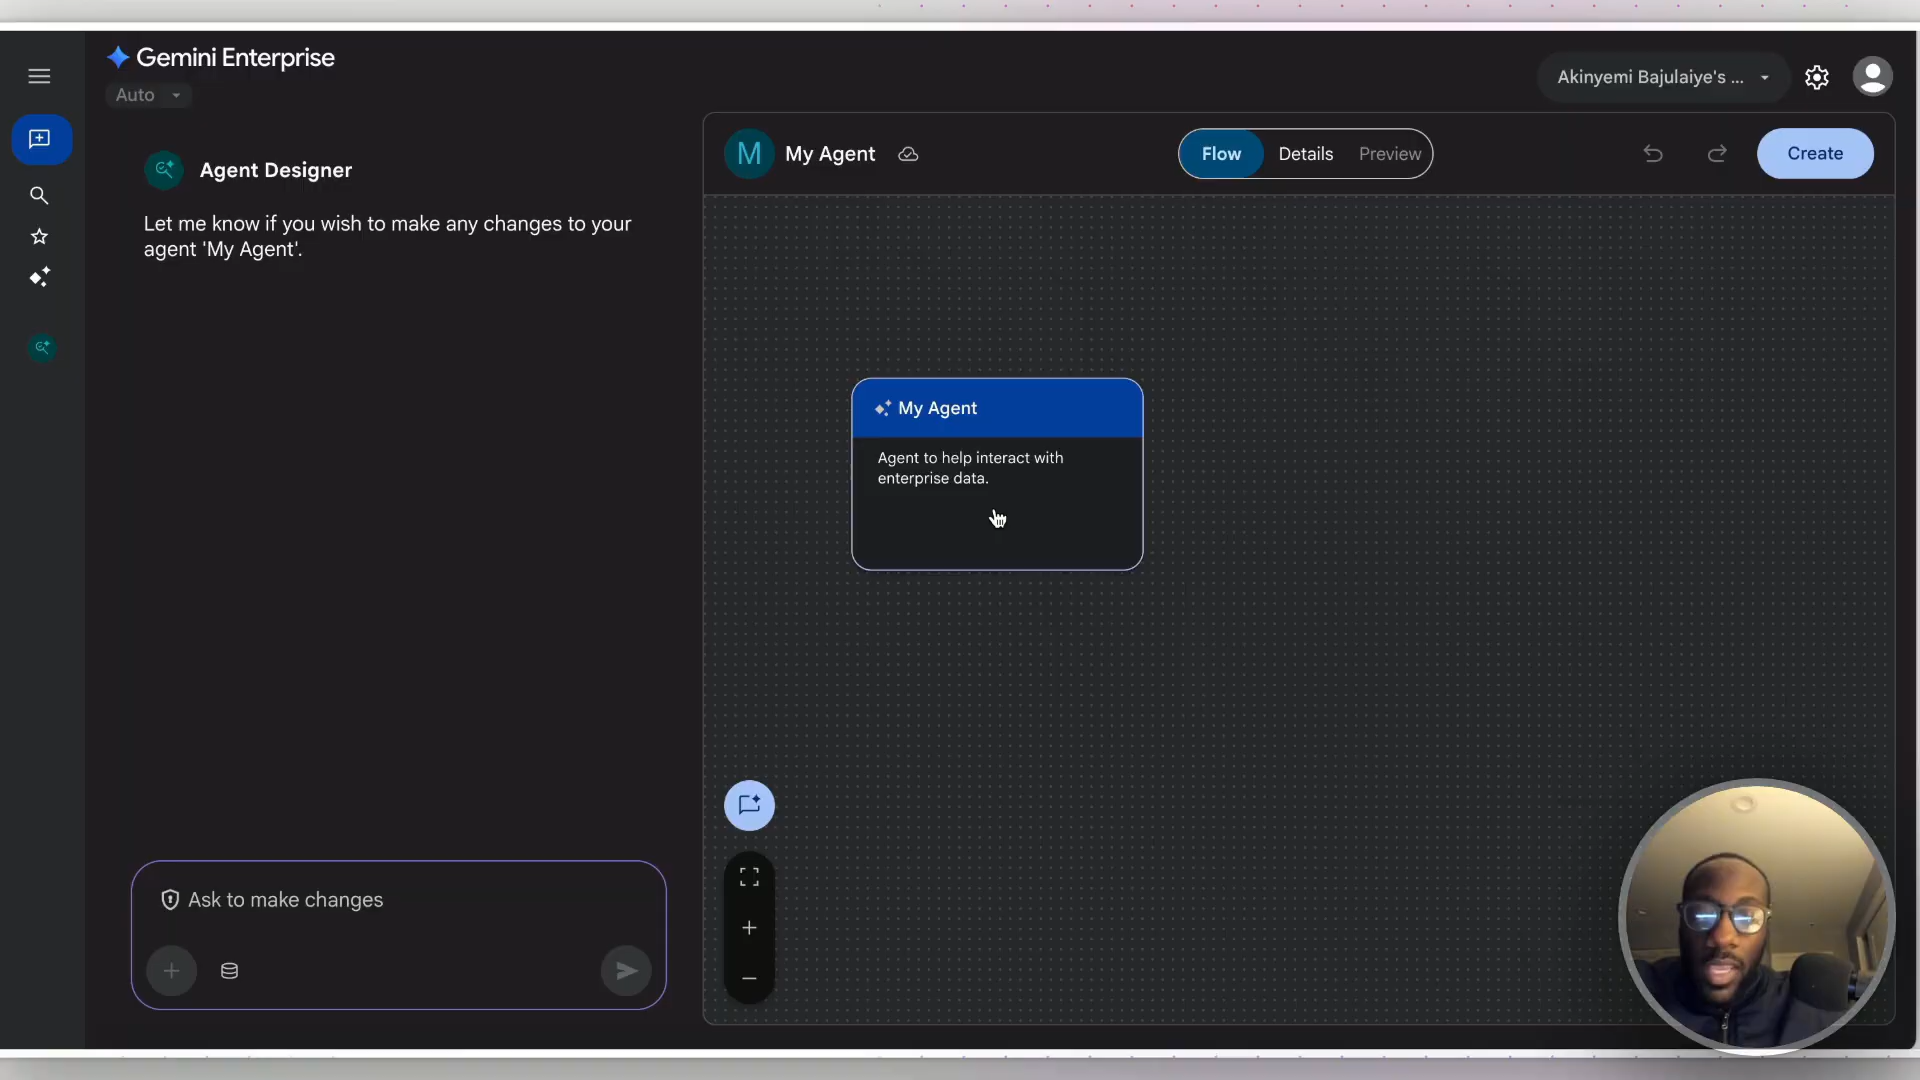 Gemini Enterprise
Auto
Akinyemi Bajulaiye's ...
Agent Designer
Let me know if you wish to make any changes to your
agent 'My Agent'.
M My Agent
Flow Details Preview
Create
My Agent
Agent to help interact with
enterprise data.
Ask to make changes